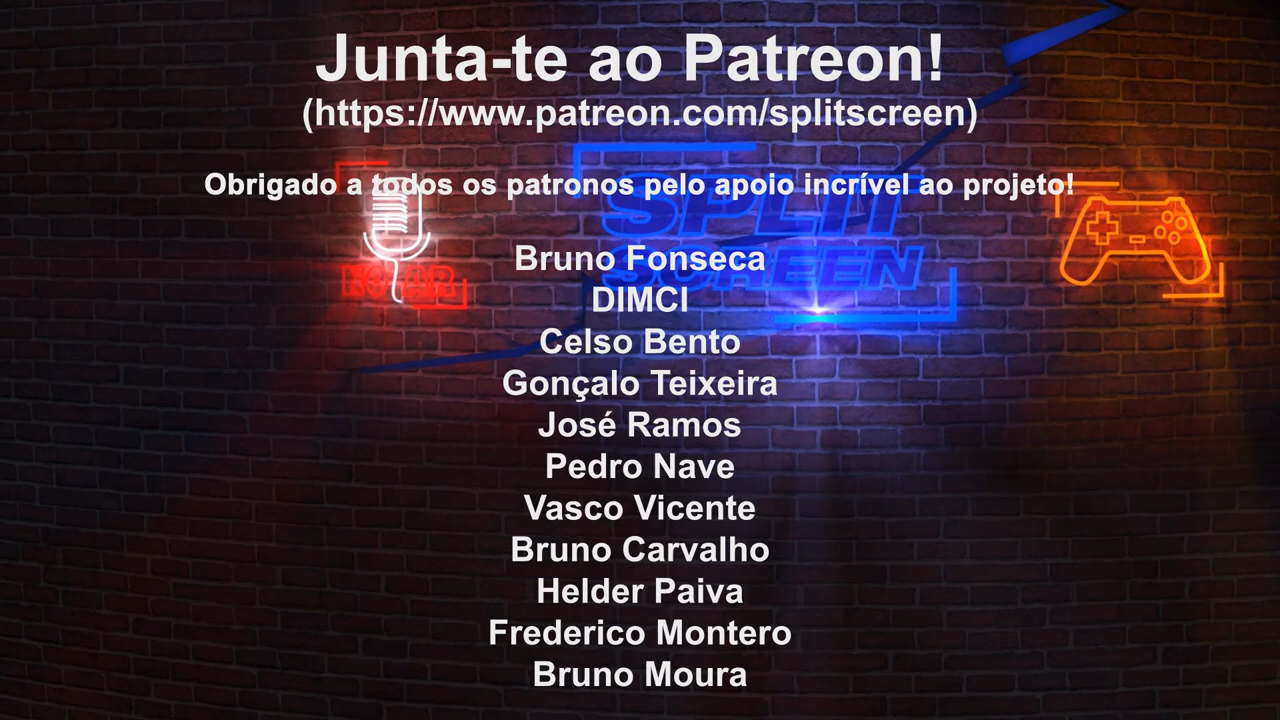 Junta-te ao Patreon!
(https://www.patreon.com/splitscreen)
Obrigado a todos os patronos pelo apoio incrível ao projeto!
SPLIT
SCREEN
Bruno Fonseca
DIMCI
Celso Bento
Gonçalo Teixeira
José Ramos
Pedro Nave
Vasco Vicente
Bruno Carvalho
Helder Paiva
Frederico Montero
Bruno Moura